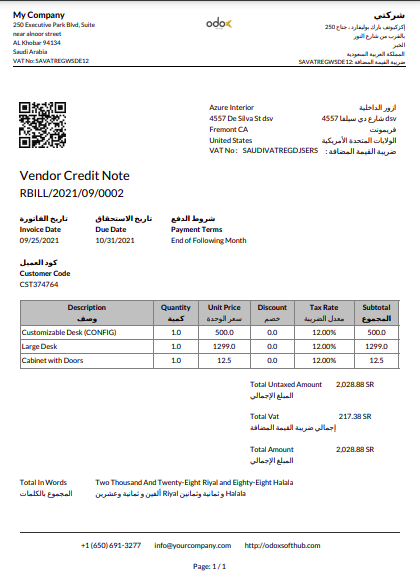 My Company
250 Executive Park Blvd, Suite
near alnoor street
AL Khobar 94134
Saudi Arabia
VAT No: SAVATREGWSDE12
odox
شركتي
250 إكزكيوتف بارك بوليفارد، جناح
بالقرب من شارع النور
الخبر
المملكة العربية السعودية
ضريبة القيمة المضافة: SAVATREGWSDE12
Azure Interior
4557 De Silva St dsv
Fremont CA
United States
VAT No : SAUDIVATREGDJSERS
ازور الداخلية
4557 شارع دي سيلفا dsv
فريمونت
الولايات المتحدة الأمريكية
ضريبة القيمة المضافة :
Vendor Credit Note
RBILL/2021/09/0002
تاريخ الفاتورة تاريخ الاستحقاق شروط الدفع
Invoice Date Due Date Payment Terms
09/25/2021 10/31/2021 End of Following Month
كود العميل
Customer Code
CST374764
Description Quantity Unit Price Discount Tax Rate Subtotal
وصف كمية سعر الوحدة خصم معدل الضريبة المجموع
Customizable Desk (CONFIG) 1.0 500.0 0.0 12.00% 500.0
Large Desk 1.0 1299.0 0.0 12.00% 1299.0
Cabinet with Doors 1.0 12.5 0.0 12.00% 12.5
Total Untaxed Amount 2,028.88 SR
المبلغ الإجمالي
Total Vat 217.38 SR
إجمالي ضريبة القيمة المضافة
Total Amount 2,028.88 SR
المبلغ الإجمالي
Total In Words Two Thousand And Twenty-Eight Riyal and Eighty-Eight Halala
المجموع بالكلمات ألفين و ثمانية وعشرين Riyal و ثمانية وثمانين Halala
+1 (650) 691-3277 info@yourcompany.com http://odoxsofthub.com
Page: 1 / 1